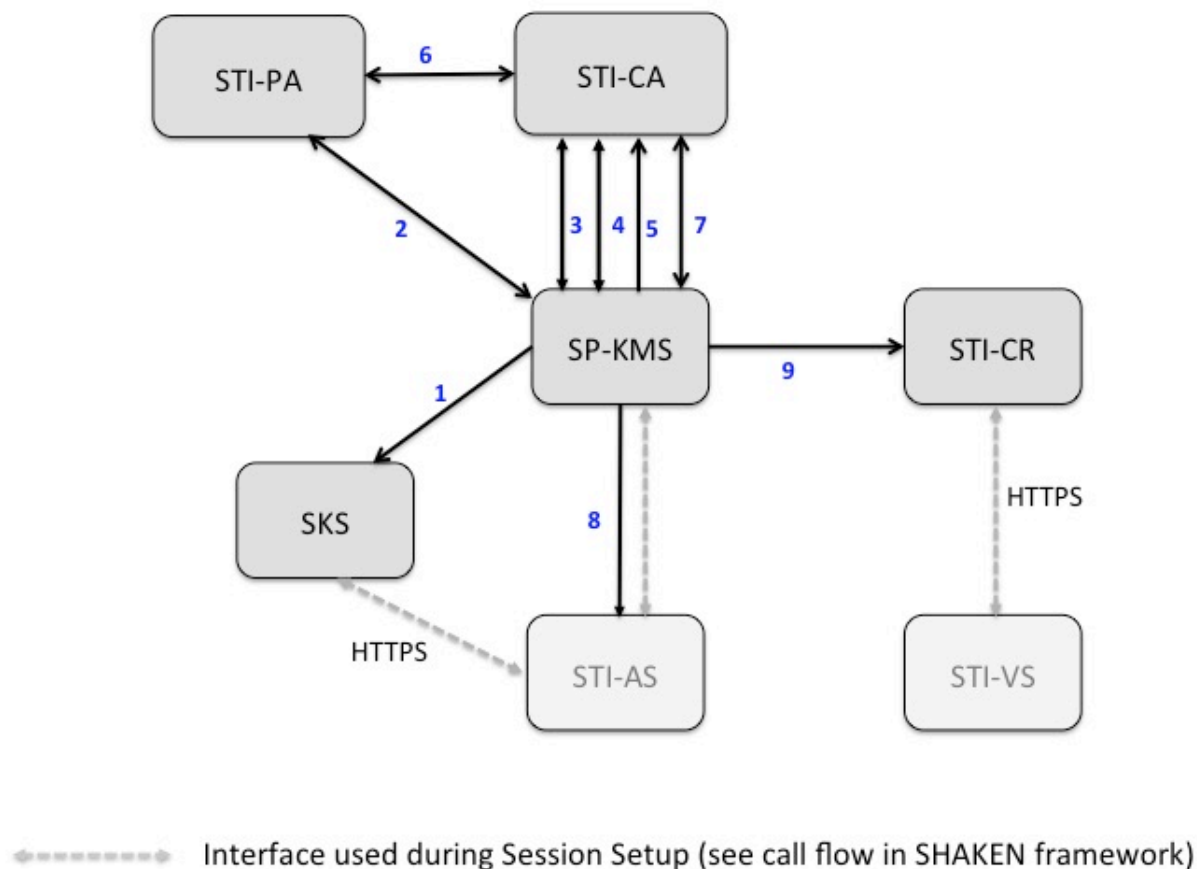 6
STI-PA
STI-CA
2
3
4
5
7
SP-KMS
STI-CR
9
1
HTTPS
SKS
8
HTTPS
STI-AS
STI-VS
Interface used during Session Setup (see call flow in SHAKEN framework)